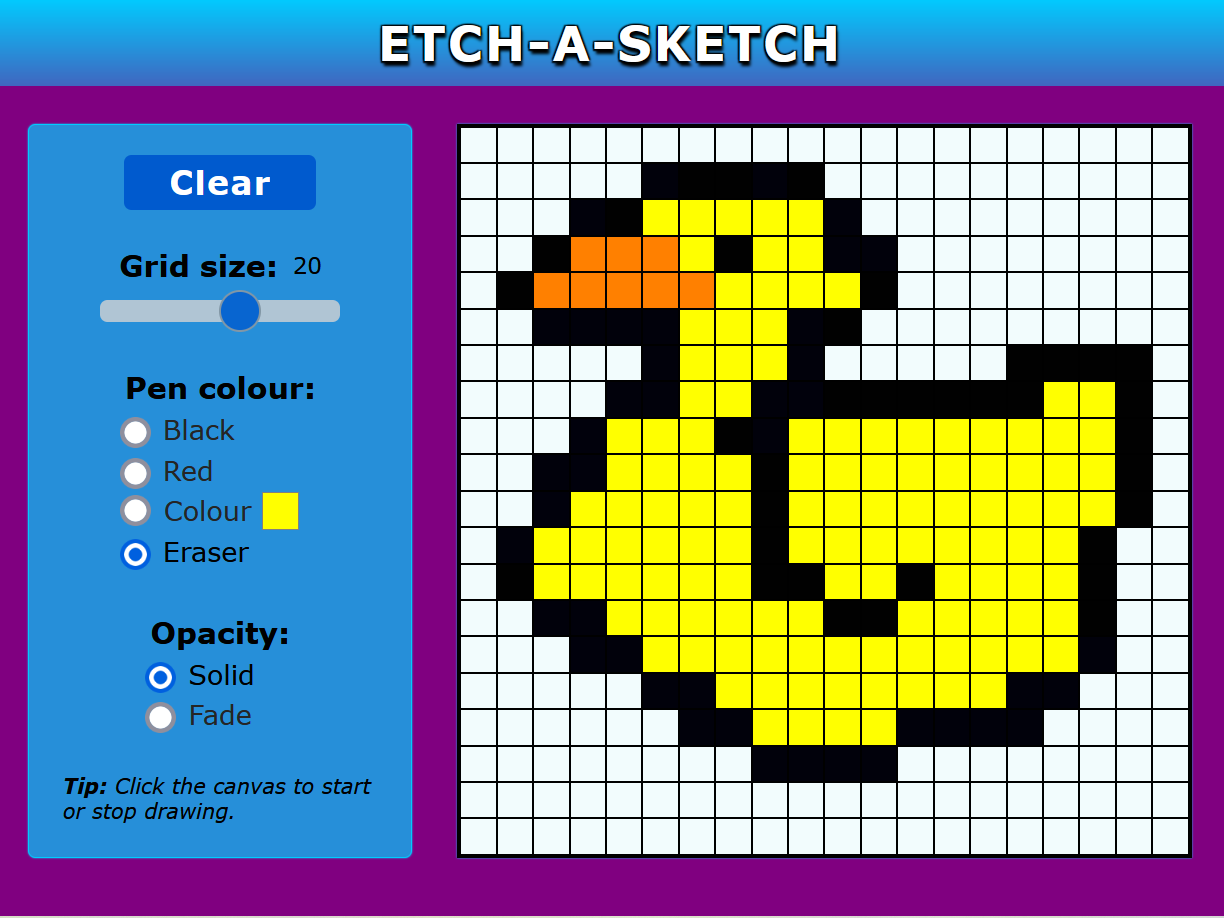 ETCH-A-SKETCH
Clear
Grid size: 20
Pen colour:
Black
Red
Colour
Eraser
Opacity:
Solid
Fade
Tip: Click the canvas to start
or stop drawing.